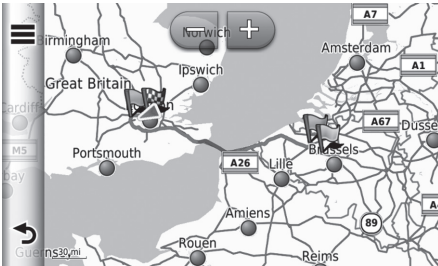 A7
Norwich
Birmingham
Amsterdam
Ipswich
A1
Great Britain
Cardiff
A67
Dusse
M5
Portsmouth
A26
Lille
Brussels
bay
Amiens
89
Rouen
Guerns
30 mi
Reims